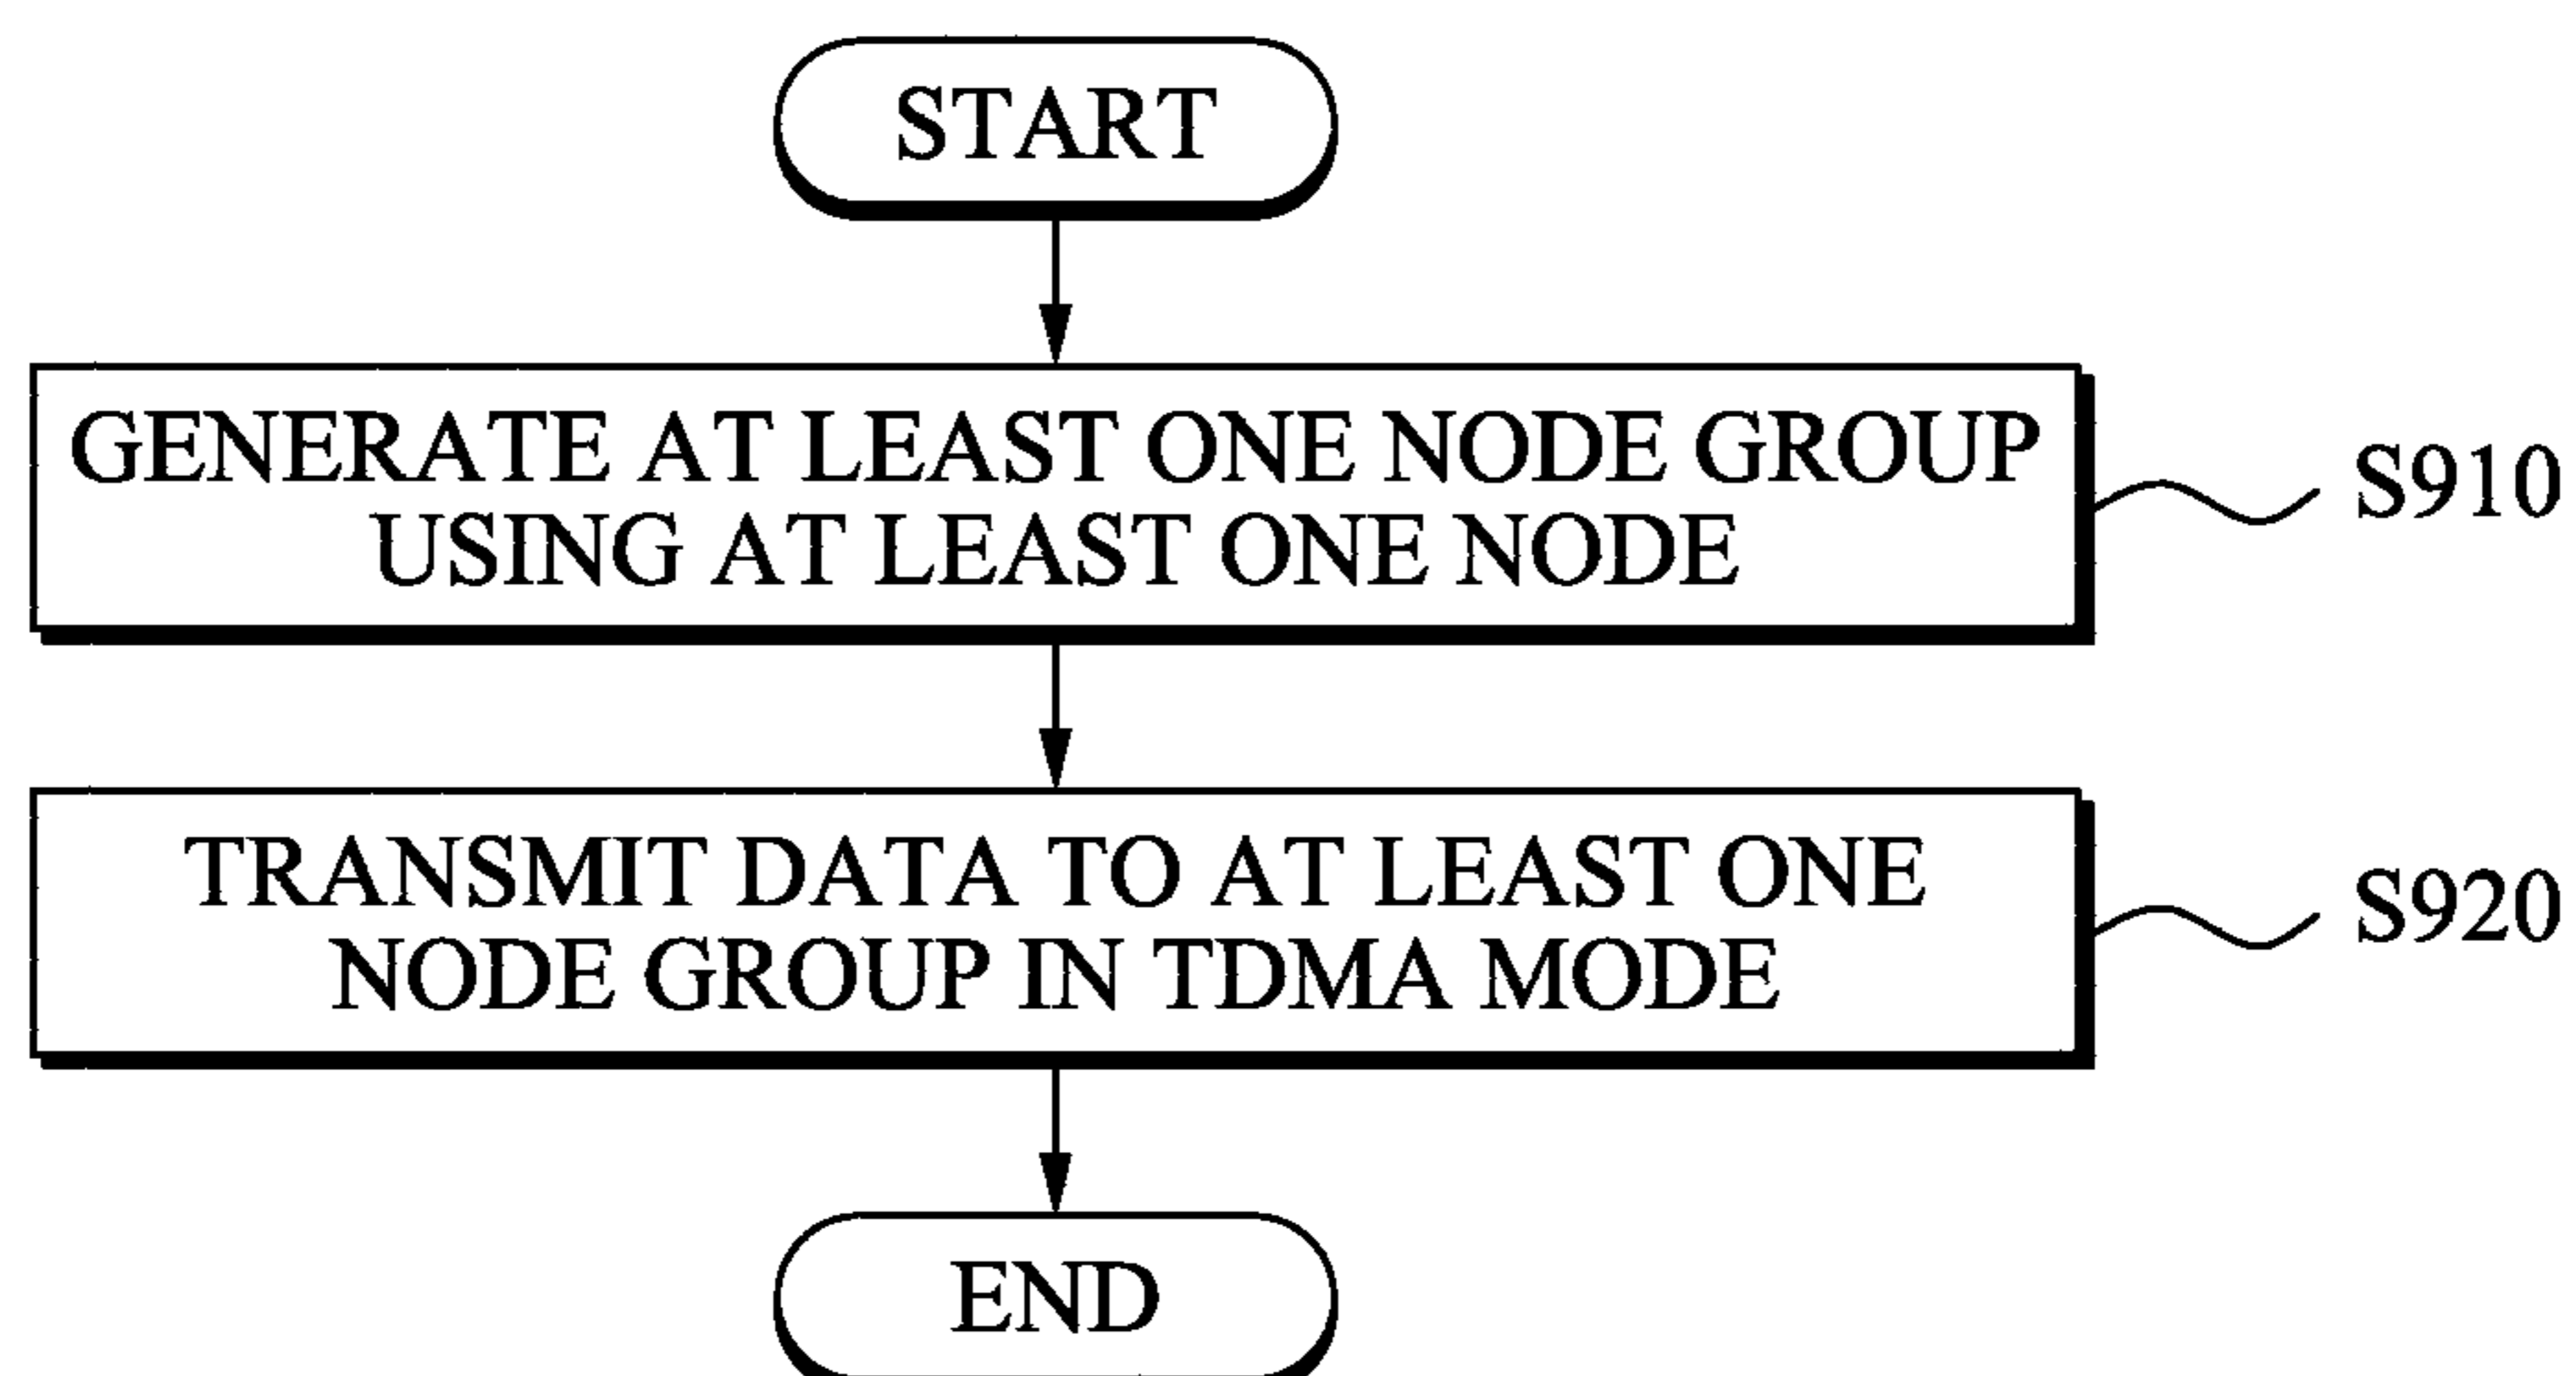 START
GENERATE AT LEAST ONE NODE GROUP
USING AT LEAST ONE NODE
S910
TRANSMIT DATA TO AT LEAST ONE
NODE GROUP IN TDMA MODE
S920
END